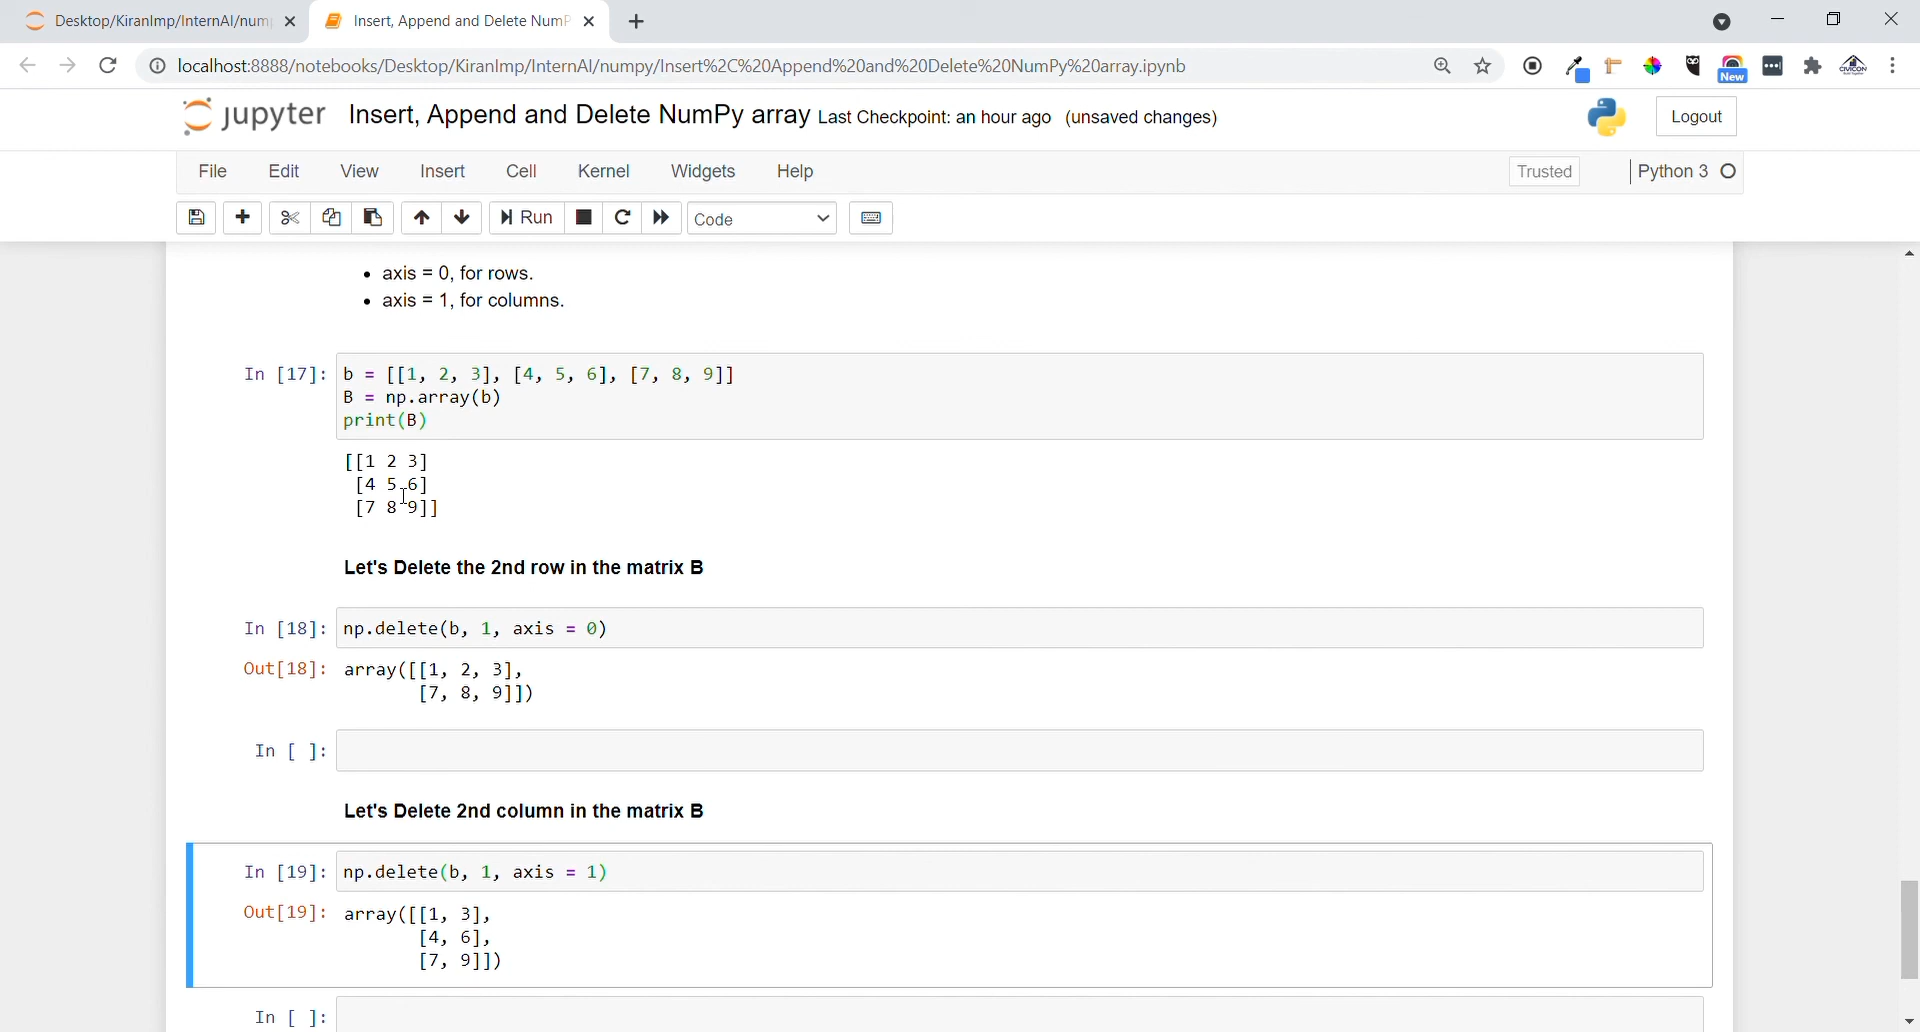 Desktop/KiranImp/InternAI/num
Insert, Append and Delete NumP
localhost:8888/notebooks/Desktop/KiranImp/InternAI/numpy/Insert%2C%20Append%20and%20Delete%20NumPy%20array.ipynb
New
CIVICON
jupyter Insert, Append and Delete NumPy array Last Checkpoint: an hour ago (unsaved changes)
Logout
File Edit View Insert Cell Kernel Widgets Help Trusted Python 3
Run Code
• axis = 0, for rows.
• axis = 1, for columns.
In [17]: b = [[1, 2, 3], [4, 5, 6], [7, 8, 9]]
B = np.array(b)
print(B)
[[1 2 3]
[4 5 6]
[7 8 9]]
Let's Delete the 2nd row in the matrix B
In [18]: np.delete(b, 1, axis = 0)
Out[18]: array([[1, 2, 3],
[7, 8, 9]])
In [ ]:
Let's Delete 2nd column in the matrix B
In [19]: np.delete(b, 1, axis = 1)
Out[19]: array([[1, 3],
[4, 6],
[7, 9]])
In [ ]: